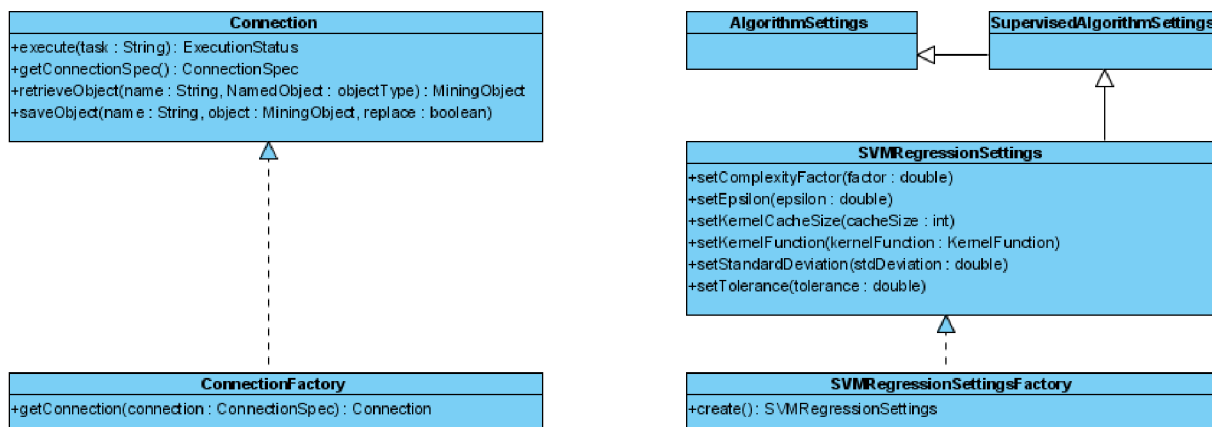 Connection
+execute(task : String) : ExecutionStatus
+getConnectionSpec() : ConnectionSpec
+retrieveObject(name : String, NamedObject : objectType) : MiningObject
+saveObject(name : String, object : MiningObject, replace : boolean)
ConnectionFactory
+getConnection(connection : ConnectionSpec) : Connection
AlgorithmSettings
SupervisedAlgorithmSettings
SVMRegressionSettings
+setComplexityFactor(factor : double)
+setEpsilon(epsilon : double)
+setKernelCacheSize(cacheSize : int)
+setKernelFunction(kernelFunction : KernelFunction)
+setStandardDeviation(stdDeviation : double)
+setTolerance(tolerance : double)
SVMRegressionSettingsFactory
+create() : SVMRegressionSettings